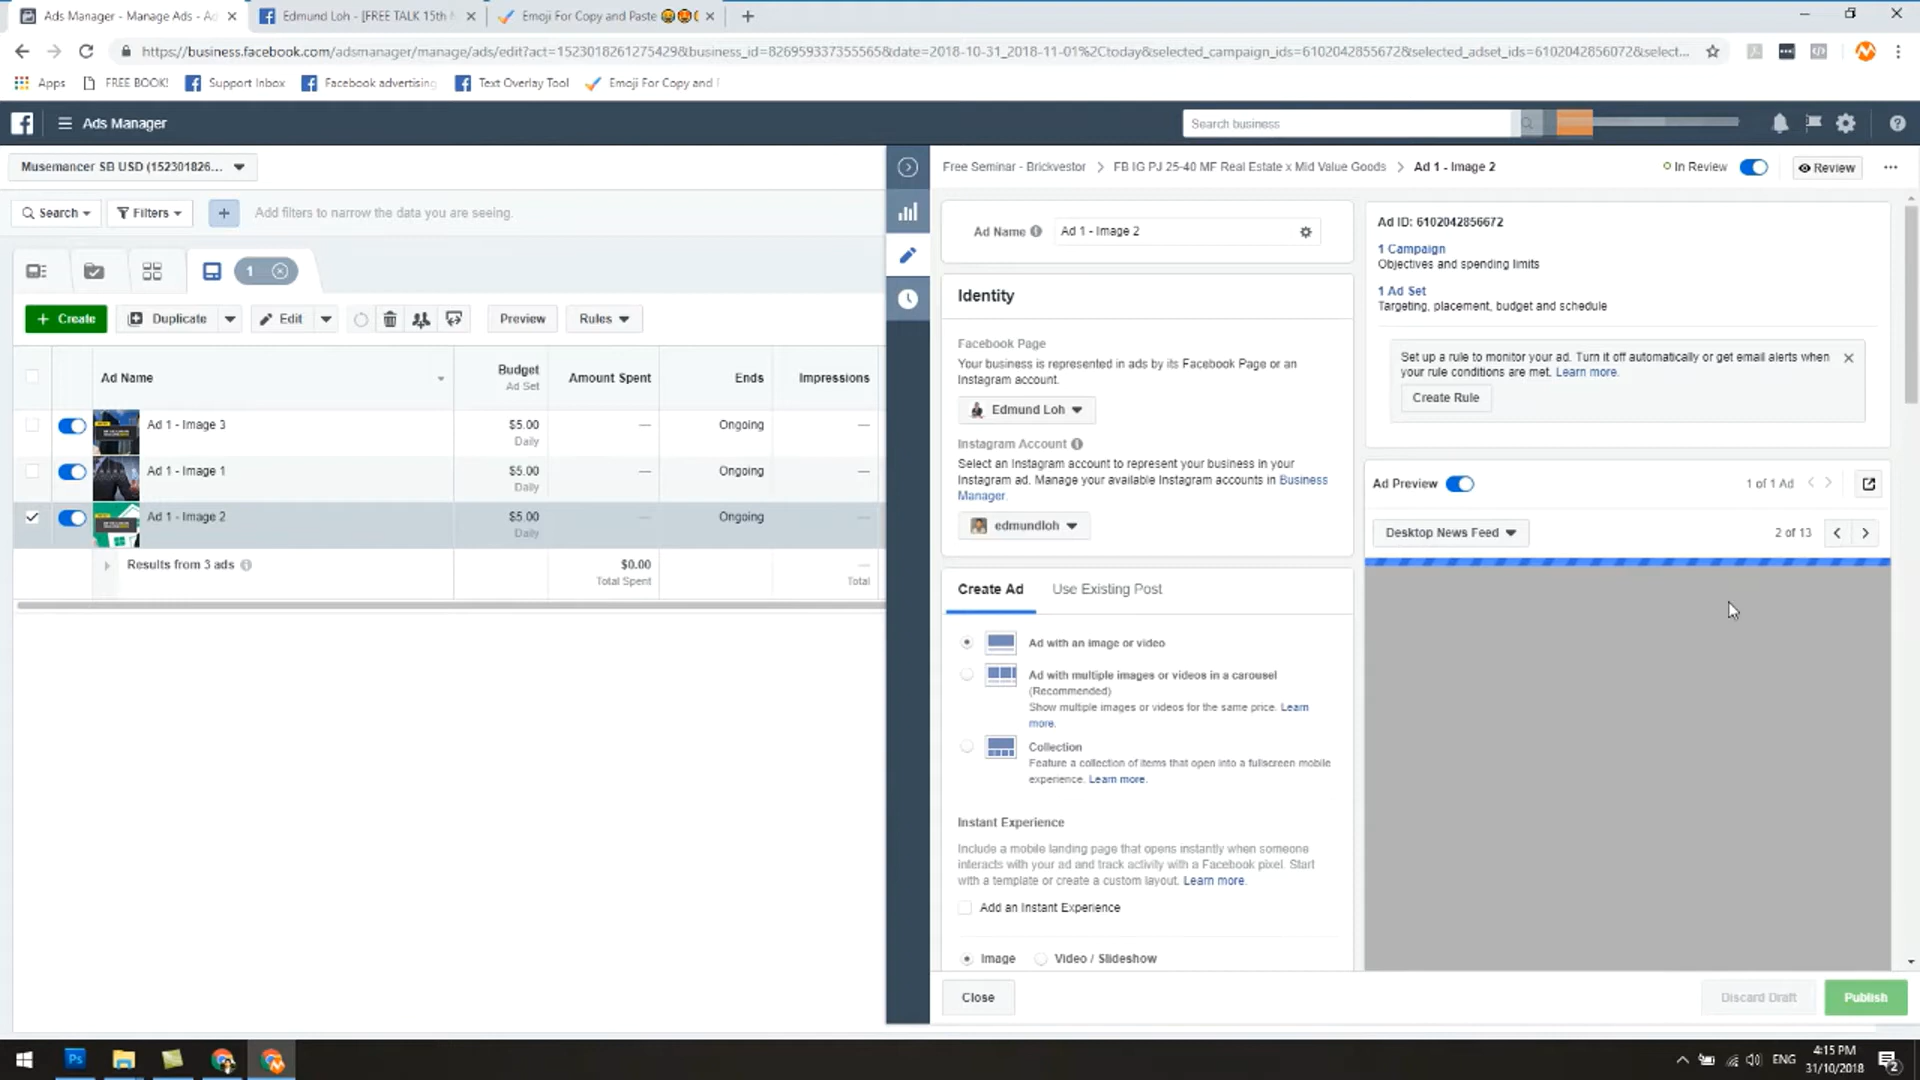 Ads Manager - Manage Ads - Ad
Edmund Loh - [FREE TALK 15th N
Emoji For Copy and Paste 😂😍(
https://business.facebook.com/adsmanager/manage/ads/edit?act=1523018261275429&business_id=826959337355565&date=2018-10-31_2018-11-01%2Ctoday&selected_campaign_ids=6102042855672&selected_adset_ids=6102042856072&select...
Apps
FREE BOOK!
Support Inbox
Facebook advertising
Text Overlay Tool
Emoji For Copy and F
Ads Manager
Search business
Musemancer SB USD (152301826...
Free Seminar - Brickvestor
FB IG PJ 25-40 MF Real Estate x Mid Value Goods
Ad 1 - Image 2
In Review
Review
Search
Filters
Add filters to narrow the data you are seeing.
1
+ Create
Duplicate
Edit
Preview
Rules
Ad Name
Budget
Ad Set
Amount Spent
Ends
Impressions
Ad 1 - Image 3
$5.00
Daily
—
Ongoing
—
Ad 1 - Image 1
$5.00
Daily
—
Ongoing
—
Ad 1 - Image 2
$5.00
Daily
—
Ongoing
—
Results from 3 ads
$0.00
Total Spent
—
Total
Ad Name
Ad 1 - Image 2
Identity
Facebook Page
Your business is represented in ads by its Facebook Page or an
Instagram account.
Edmund Loh
Instagram Account
Select an Instagram account to represent your business in your
Instagram ad. Manage your available Instagram accounts in Business
Manager.
edmundloh
Create Ad
Use Existing Post
Ad with an image or video
Ad with multiple images or videos in a carousel
(Recommended)
Show multiple images or videos for the same price. Learn
more.
Collection
Feature a collection of items that open into a fullscreen mobile
experience. Learn more.
Instant Experience
Include a mobile landing page that opens instantly when someone
interacts with your ad and track activity with a Facebook pixel. Start
with a template or create a custom layout. Learn more.
Add an Instant Experience
Image
Video / Slideshow
Close
Discard Draft
Publish
Ad ID: 6102042856672
1 Campaign
Objectives and spending limits
1 Ad Set
Targeting, placement, budget and schedule
Set up a rule to monitor your ad. Turn it off automatically or get email alerts when
your rule conditions are met. Learn more.
Create Rule
Ad Preview
1 of 1 Ad
Desktop News Feed
2 of 13
Ps
ENG
4:15 PM
31/10/2018
2